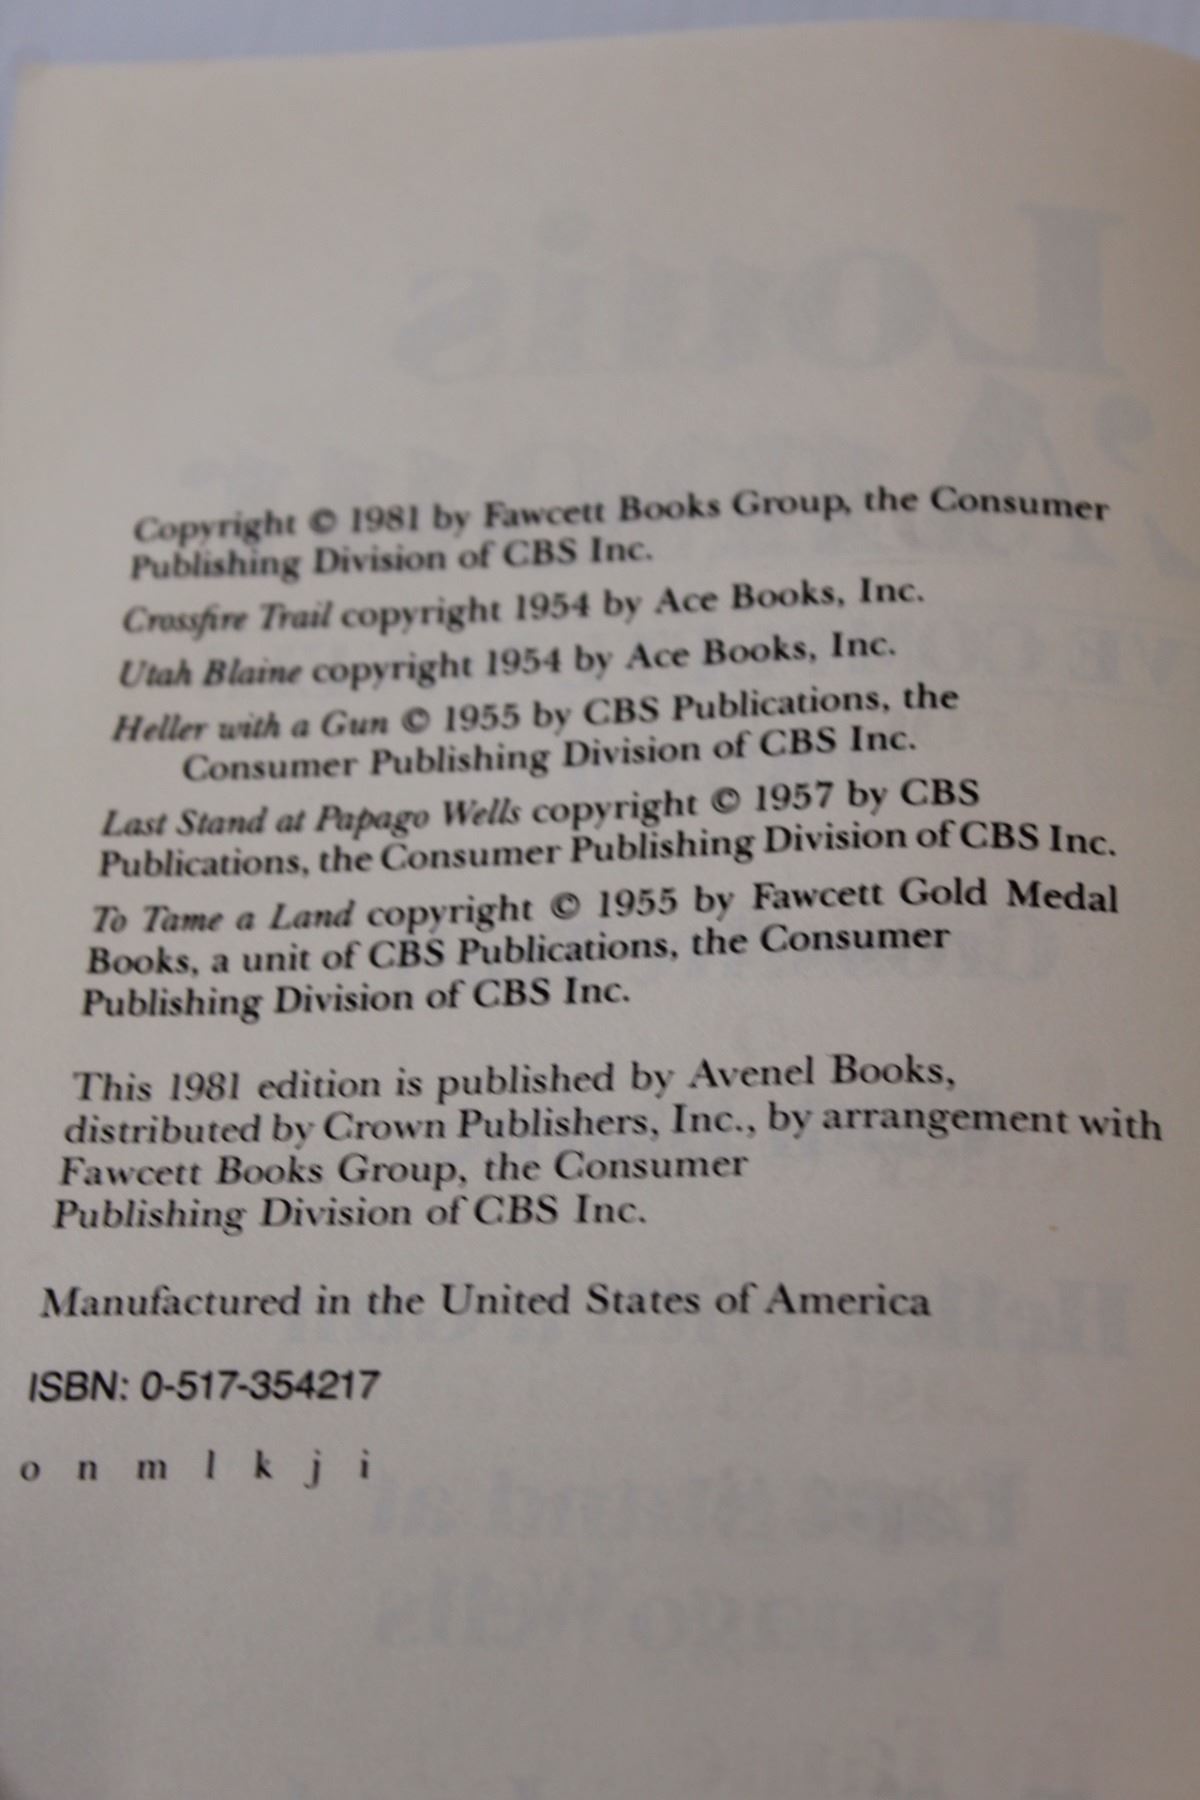 Copyright © 1981 by Fawcett Books Group, the Consumer
Publishing Division of CBS Inc.
Crossfire Trail copyright 1954 by Ace Books, Inc.
Utah Blaine copyright 1954 by Ace Books, Inc.
Heller with a Gun © 1955 by CBS Publications, the
Consumer Publishing Division of CBS Inc.
Last Stand at Papago Wells copyright © 1957 by CBS
Publications, the Consumer Publishing Division of CBS Inc.
To Tame a Land copyright © 1955 by Fawcett Gold Medal
Books, a unit of CBS Publications, the Consumer
Publishing Division of CBS Inc.
This 1981 edition is published by Avenel Books,
distributed by Crown Publishers, Inc., by arrangement with
Fawcett Books Group, the Consumer
Publishing Division of CBS Inc.
Manufactured in the United States of America
ISBN: 0-517-354217
o n m l k j i